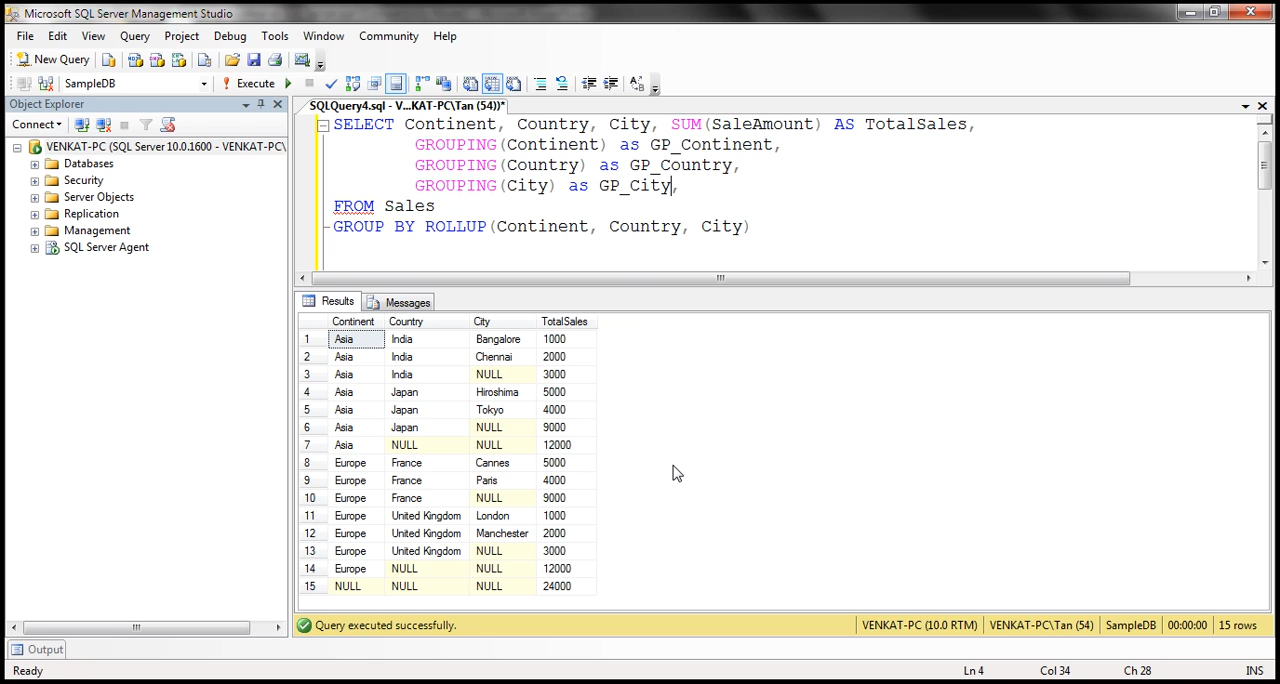 Microsoft SQL Server Management Studio
File Edit View Query Project Debug Tools Window Community Help
New Query
SampleDB Execute
Object Explorer
SQLQuery4.sql - V...KAT-PC\Tan (54))*
Connect
VENKAT-PC (SQL Server 10.0.1600 - VENKAT-PC\
Databases
Security
Server Objects
Replication
Management
SQL Server Agent
SELECT Continent, Country, City, SUM(SaleAmount) AS TotalSales,
GROUPING(Continent) as GP_Continent,
GROUPING(Country) as GP_Country,
GROUPING(City) as GP_City,
FROM Sales
GROUP BY ROLLUP(Continent, Country, City)
Results Messages
Continent Country City TotalSales
1 Asia India Bangalore 1000
2 Asia India Chennai 2000
3 Asia India NULL 3000
4 Asia Japan Hiroshima 5000
5 Asia Japan Tokyo 4000
6 Asia Japan NULL 9000
7 Asia NULL NULL 12000
8 Europe France Cannes 5000
9 Europe France Paris 4000
10 Europe France NULL 9000
11 Europe United Kingdom London 1000
12 Europe United Kingdom Manchester 2000
13 Europe United Kingdom NULL 3000
14 Europe NULL NULL 12000
15 NULL NULL NULL 24000
Query executed successfully. VENKAT-PC (10.0 RTM) VENKAT-PC\Tan (54) SampleDB 00:00:00 15 rows
Output
Ready Ln 4 Col 34 Ch 28 INS